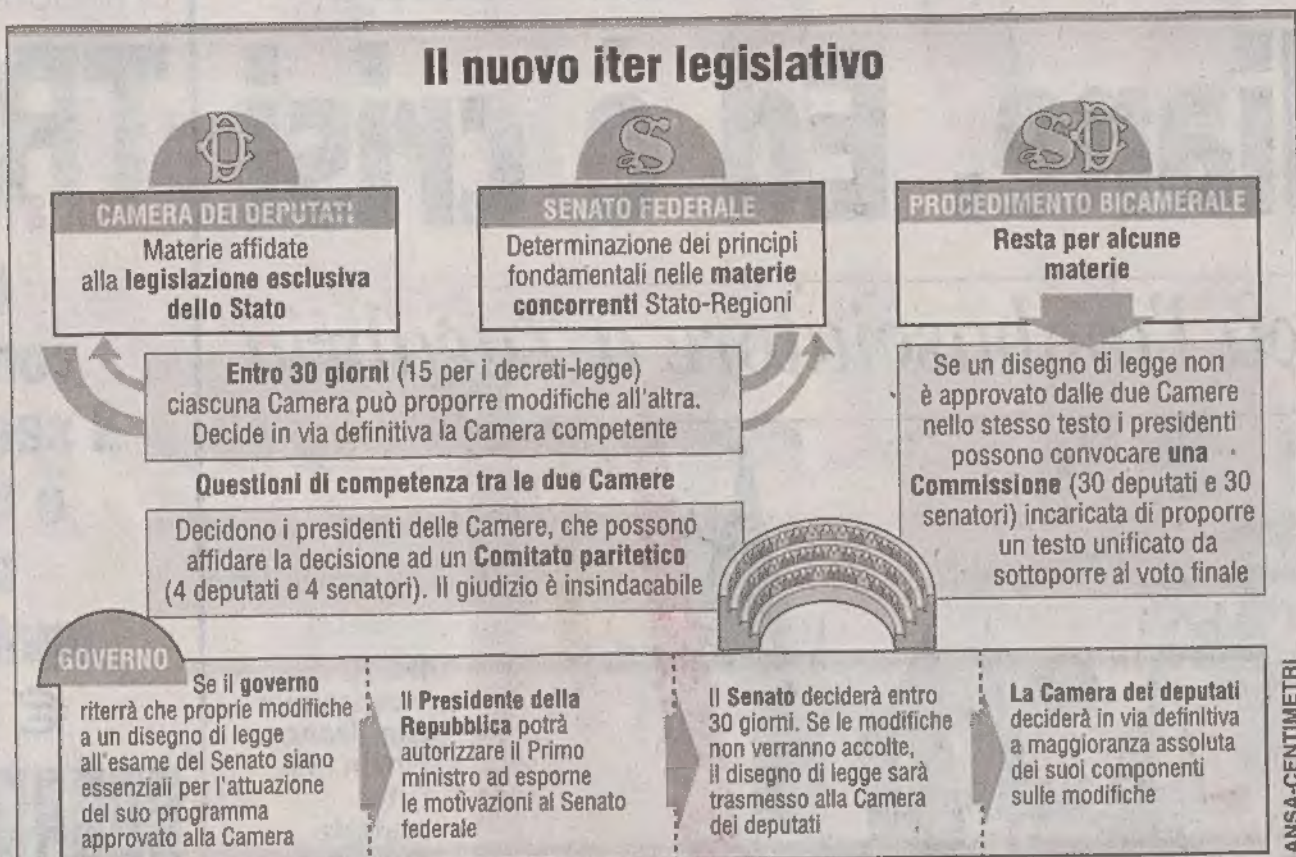 Il nuovo iter legislativo
CAMERA DEI DEPUTATI
Materie affidate
alla legislazione esclusiva
dello Stato
SENATO FEDERALE
Determinazione dei principi
fondamentali nelle materie
concorrenti Stato-Regioni
PROCEDIMENTO BICAMERALE
Resta per alcune
materie
Entro 30 giorni (15 per i decreti-legge)
ciascuna Camera può proporre modifiche all'altra.
Decide in via definitiva la Camera competente
Questioni di competenza tra le due Camere
Decidono i presidenti delle Camere, che possono
affidare la decisione ad un Comitato paritetico
(4 deputati e 4 senatori). Il giudizio è insindacabile
Se un disegno di legge non
è approvato dalle due Camere
nello stesso testo i presidenti
possono convocare una
Commissione (30 deputati e 30
senatori) incaricata di proporre
un testo unificato da
sottoporre al voto finale
GOVERNO
Se il governo
riterrà che proprie modifiche
a un disegno di legge
all'esame del Senato siano
essenziali per l'attuazione
del suo programma
approvato alla Camera
Il Presidente della
Repubblica potrà
autorizzare il Primo
ministro ad esporne
le motivazioni al Senato
federale
Il Senato deciderà entro
30 giorni. Se le modifiche
non verranno accolte,
il disegno di legge sarà
trasmesso alla Camera
dei deputati
La Camera dei deputati
deciderà in via definitiva
a maggioranza assoluta
dei suoi componenti
sulle modifiche
ANSA-CENTIMETRI